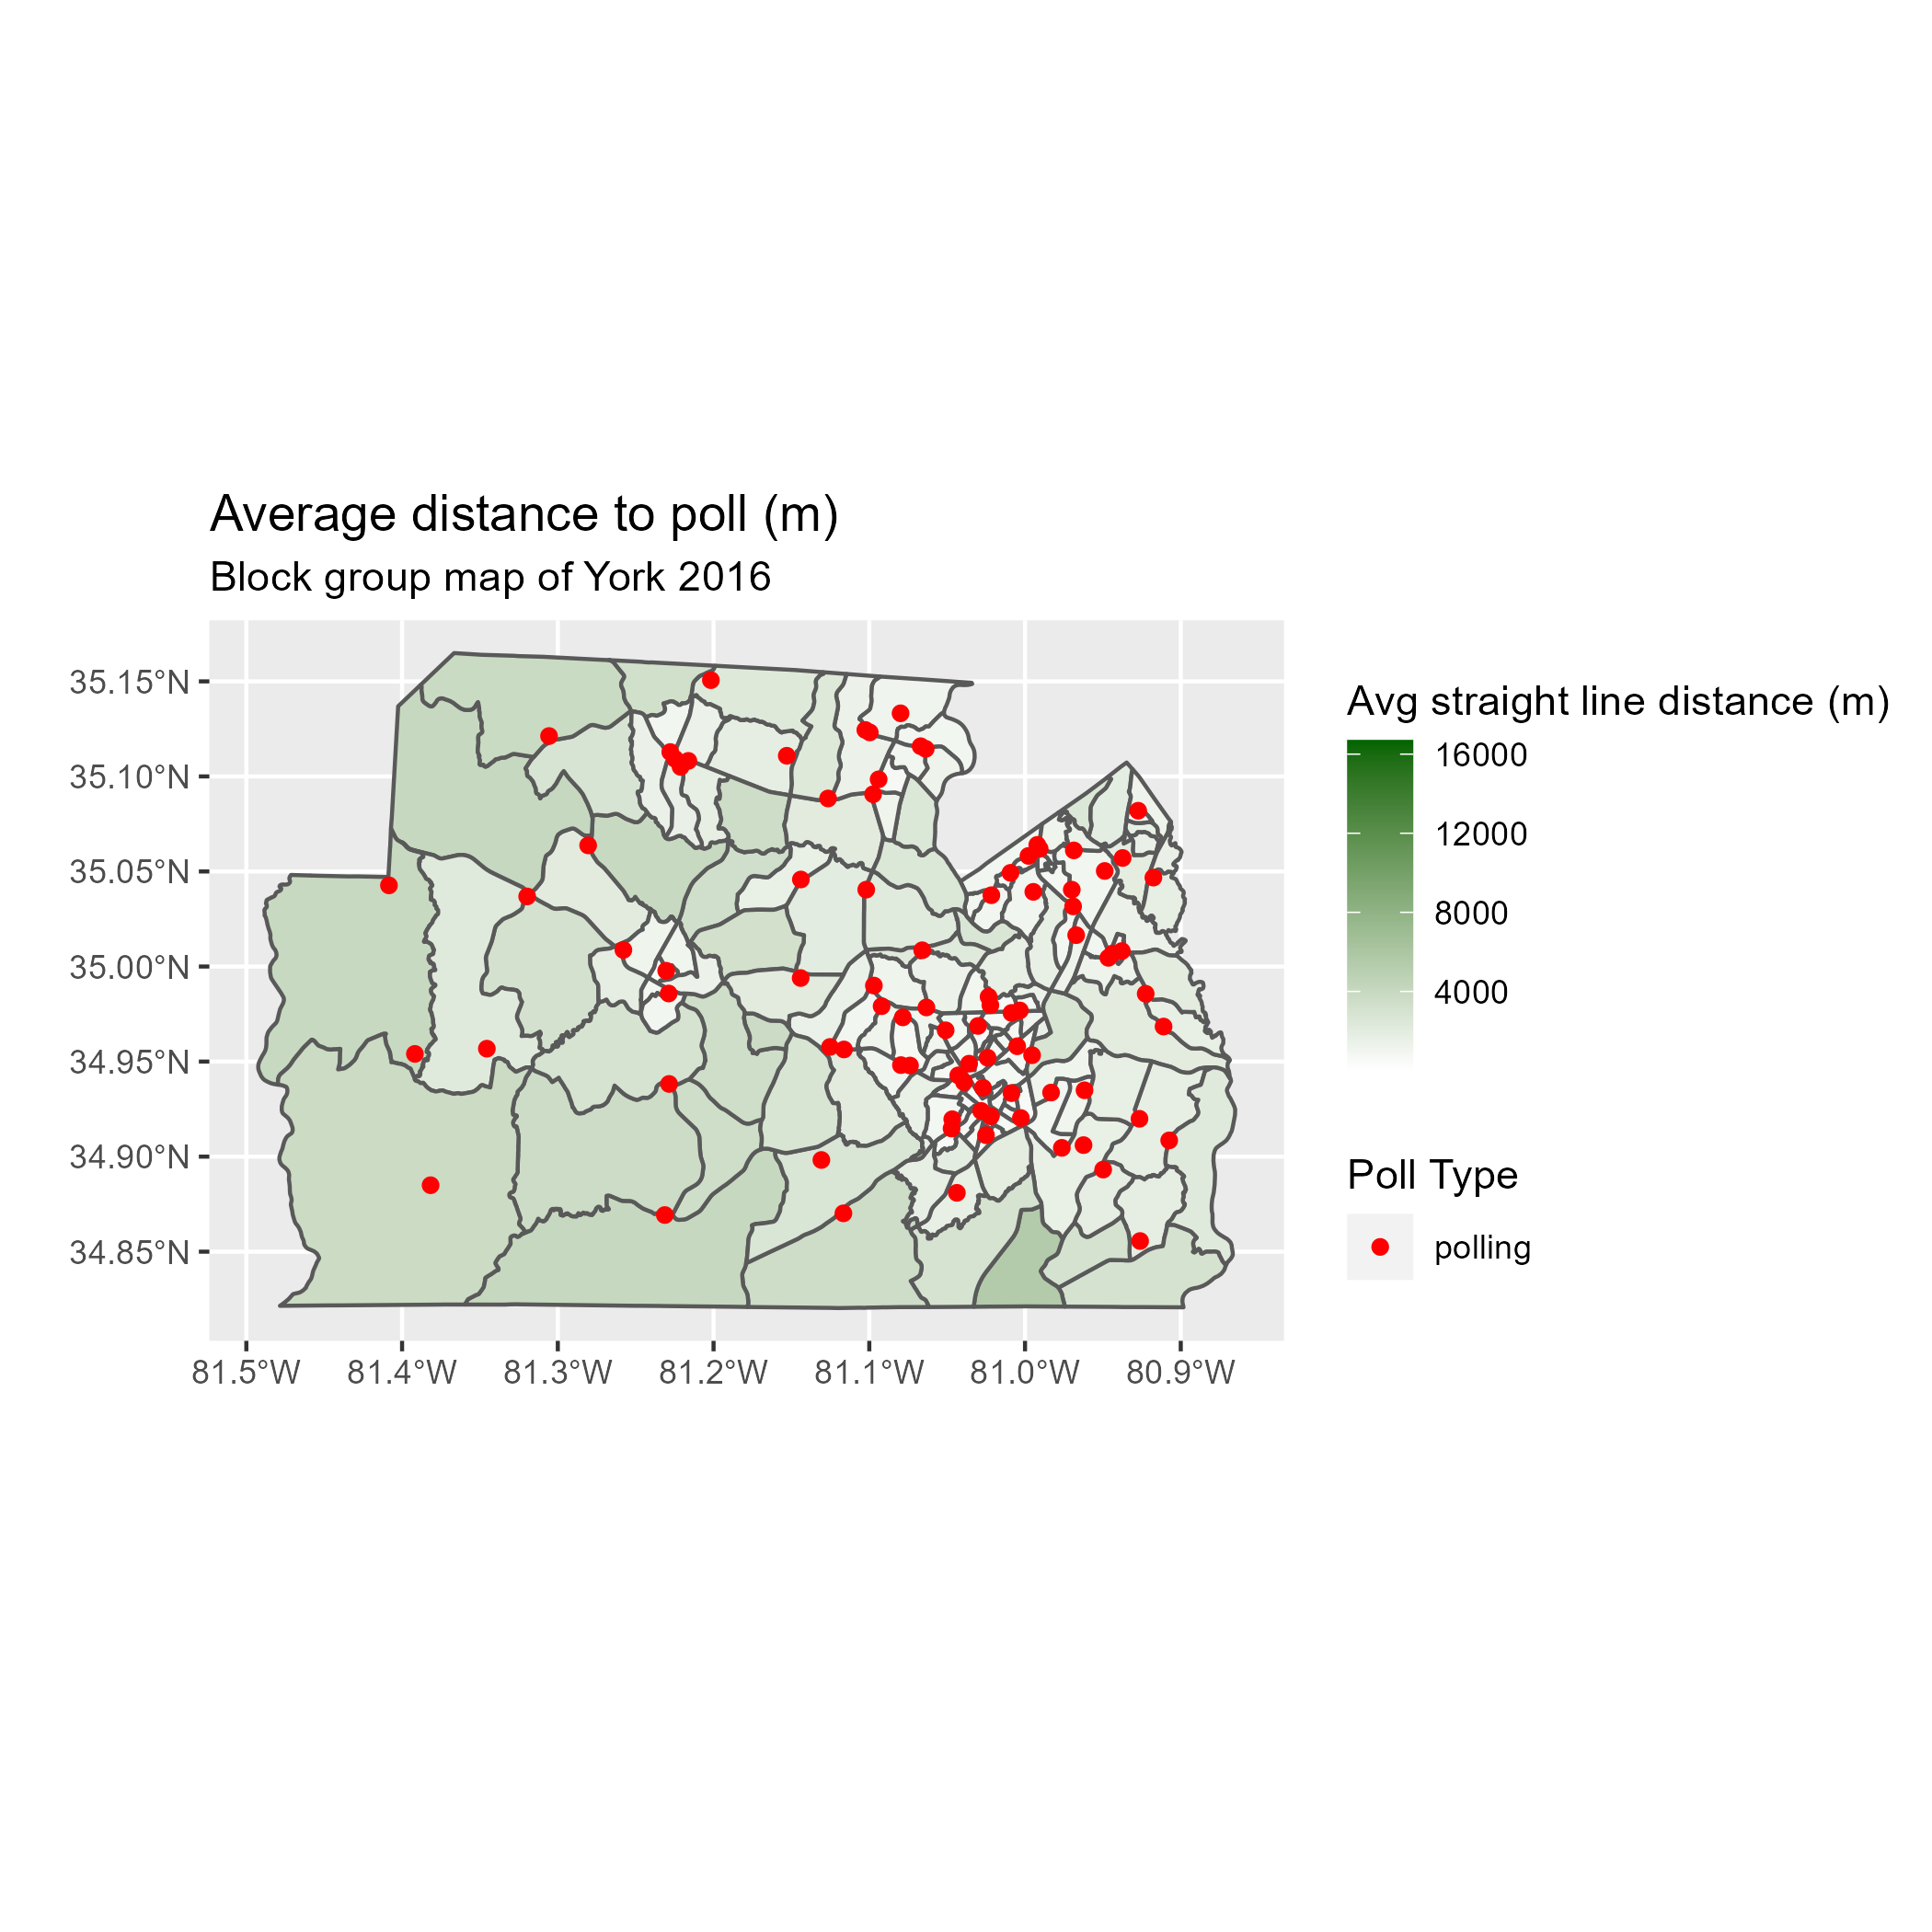 Average distance to poll (m)
Block group map of York 2016
35.15°N
35.10°N
35.05°N
35.00°N
34.95°N
34.90°N
34.85°N
81.5°W
81.4°W
81.3°W
81.2°W
81.1°W
81.0°W
80.9°W
Avg straight line distance (m)
16000
12000
8000
4000
Poll Type
polling